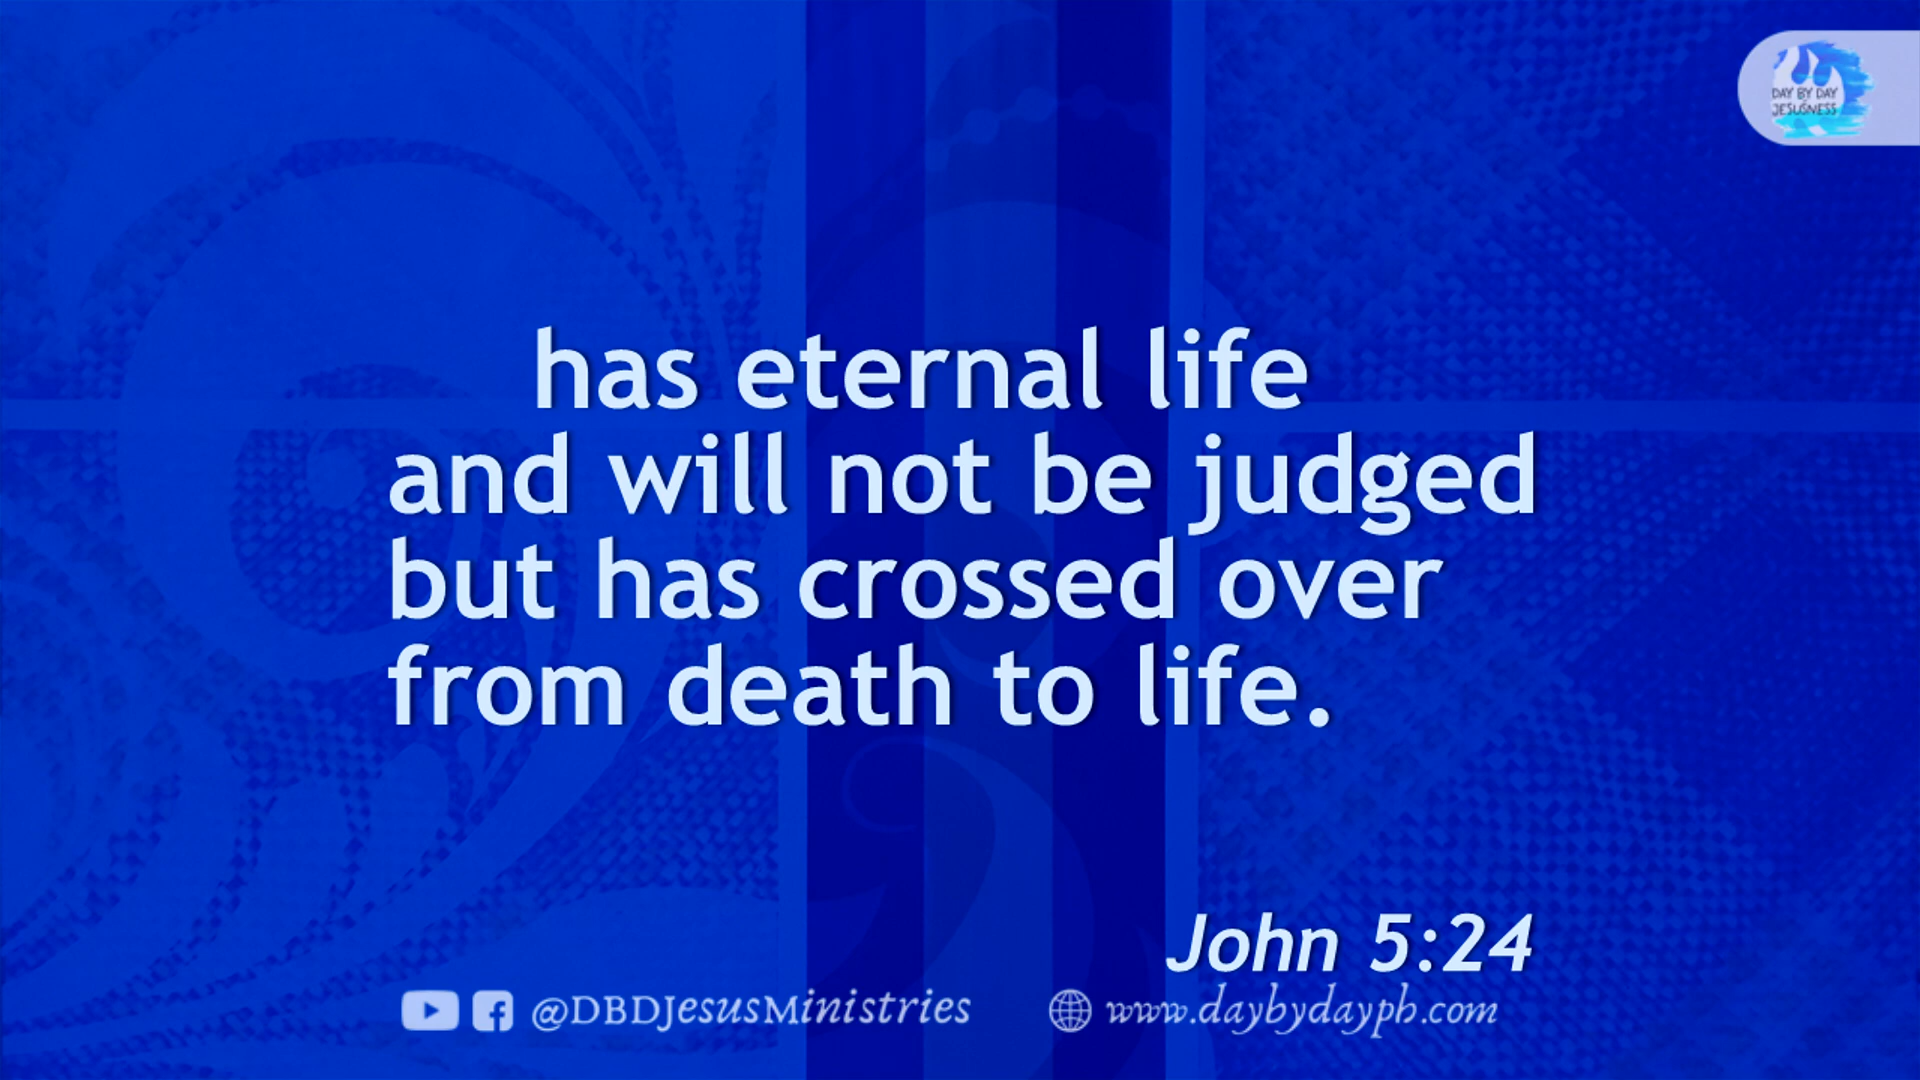 DAY BY DAY
JESUSNESS
has eternal life
and will not be judged
but has crossed over
from death to life.
John 5:24
@DBDJesusMinistries www.daybydayph.com